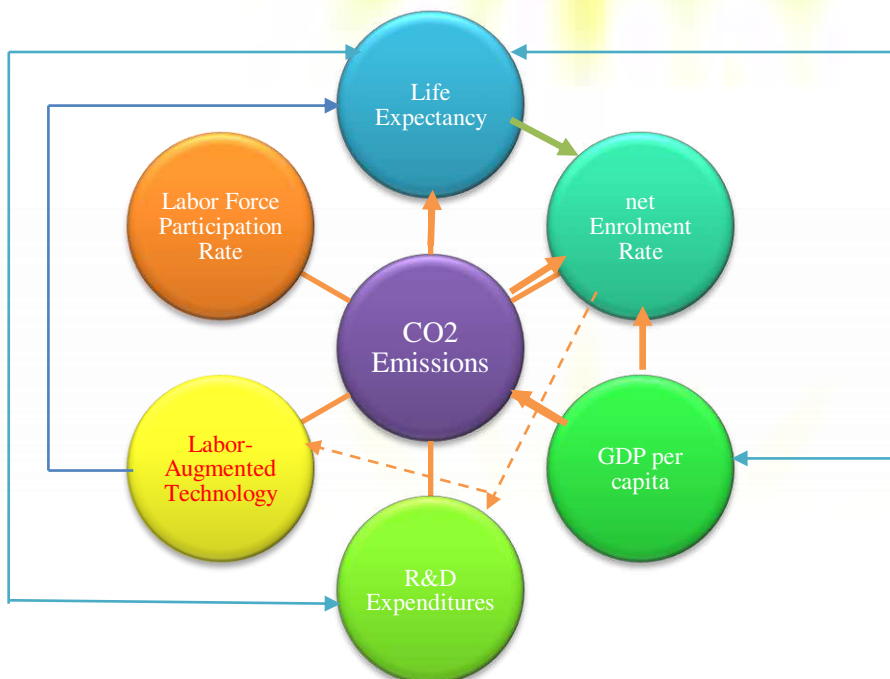 Life
Expectancy
Labor Force
Participation
Rate
net
Enrolment
Rate
CO2
Emissions
Labor-
Augmented
Technology
GDP per
capita
R&D
Expenditures